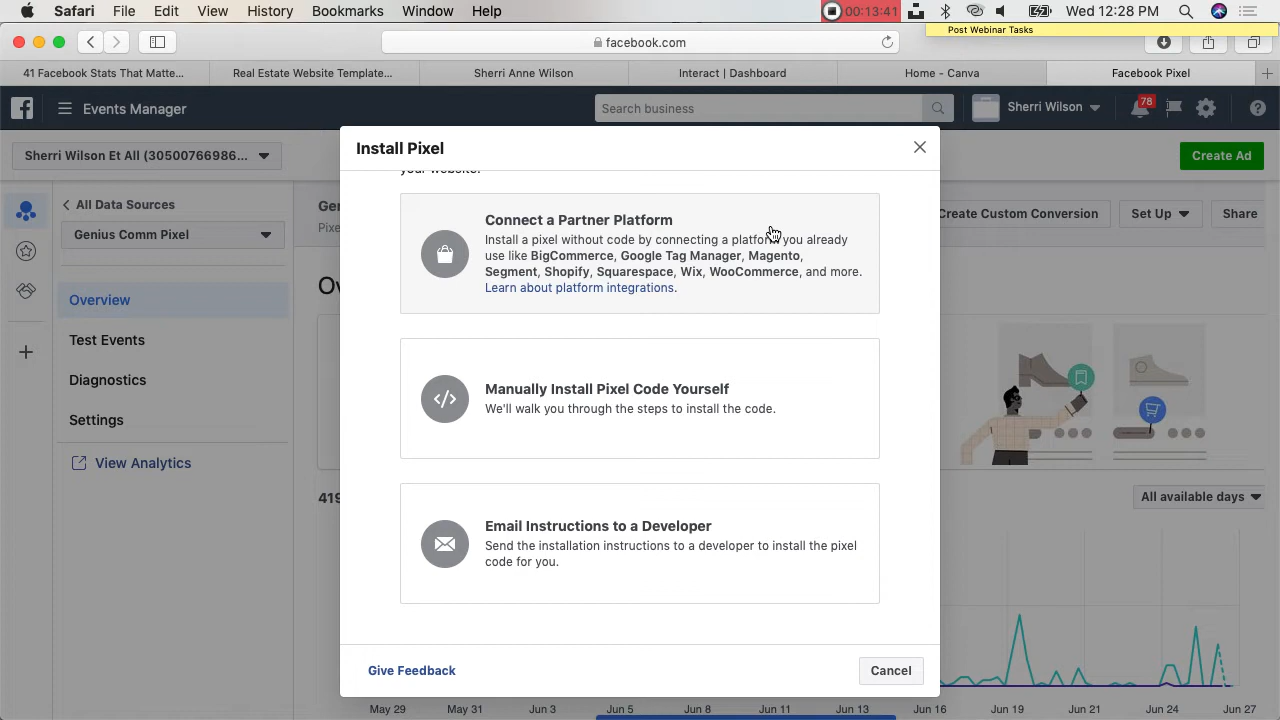 Safari File Edit View History Bookmarks Window Help 00:13:41 Wed 12:28 PM
Post Webinar Tasks
facebook.com
41 Facebook Stats That Matte... Real Estate Website Template... Sherri Anne Wilson Interact | Dashboard Home – Canva Facebook Pixel
Events Manager Search business Sherri Wilson 78
Install Pixel
Sherri Wilson Et All (30500766986... Create Ad
your website.
All Data Sources
Genius Comm Pixel
Create Custom Conversion Set Up Share
Connect a Partner Platform
Install a pixel without code by connecting a platform you already
use like BigCommerce, Google Tag Manager, Magento,
Segment, Shopify, Squarespace, Wix, WooCommerce, and more.
Learn about platform integrations.
Overview
Test Events
Diagnostics
Settings
View Analytics
Manually Install Pixel Code Yourself
We'll walk you through the steps to install the code.
419
All available days
Email Instructions to a Developer
Send the installation instructions to a developer to install the pixel
code for you.
Give Feedback Cancel
May 29 May 31 Jun 3 Jun 5 Jun 8 Jun 11 Jun 13 Jun 16 Jun 19 Jun 21 Jun 24 Jun 27